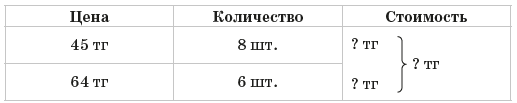 Цена Количество Стоимость
45 тг 8 шт. ? тг
? тг
64 тг 6 шт. ? тг